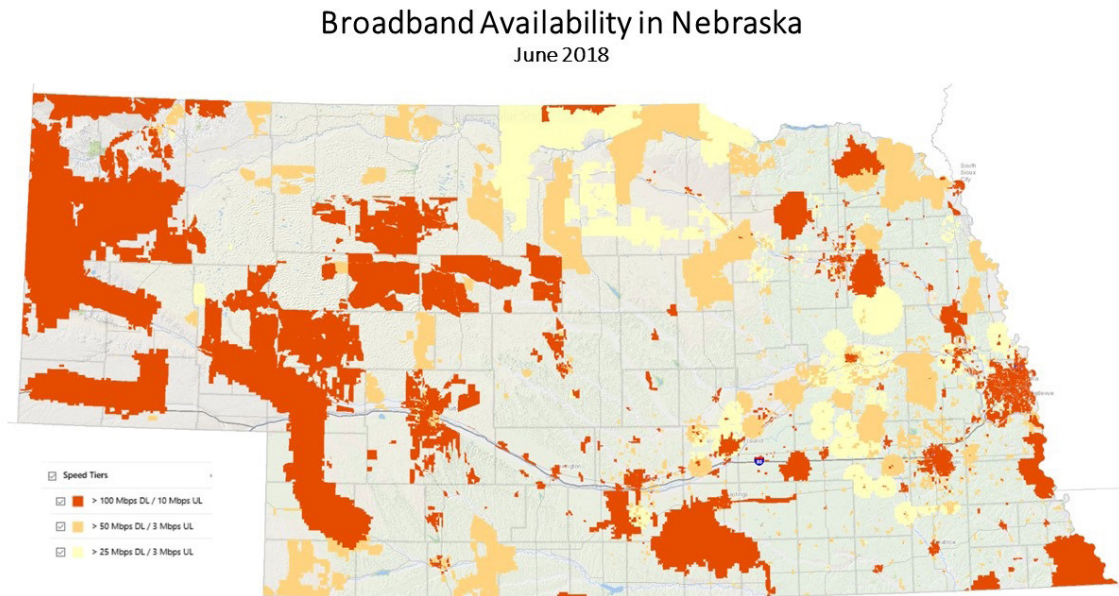 Broadband Availability in Nebraska
June 2018
South
Sioux
City
80
Speed Tiers
> 100 Mbps DL / 10 Mbps UL
> 50 Mbps DL / 3 Mbps UL
> 25 Mbps DL / 3 Mbps UL